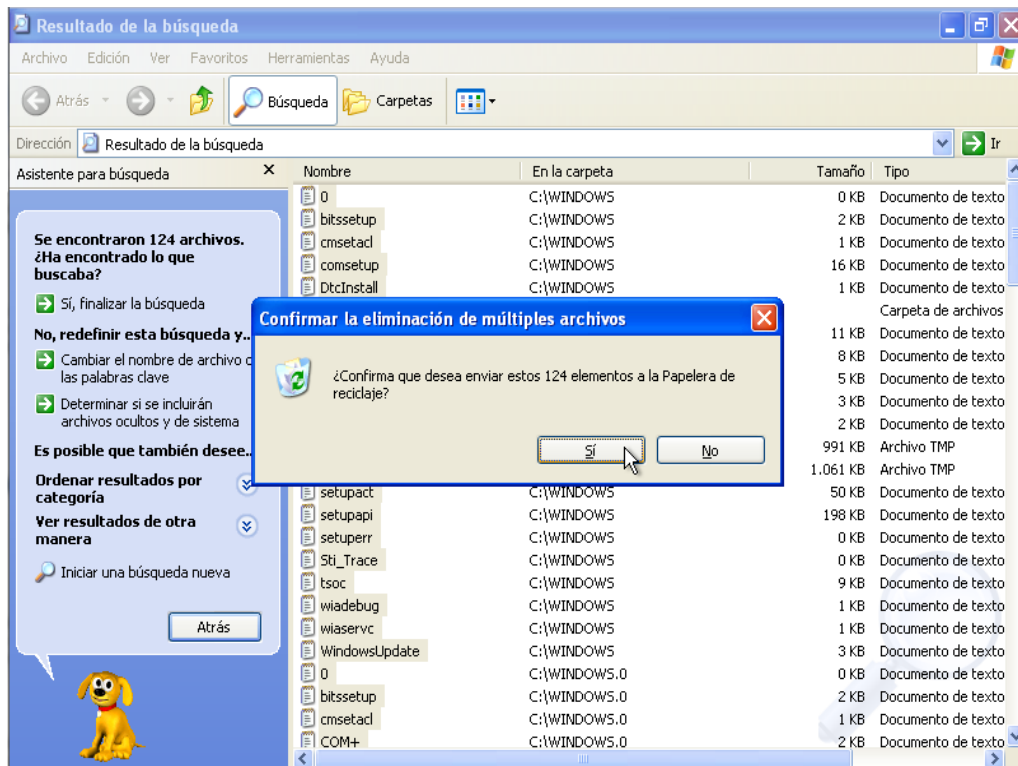 Resultado de la búsqueda
Archivo Edición Ver Favoritos Herramientas Ayuda
Atrás Búsqueda Carpetas
Dirección Resultado de la búsqueda Ir
Asistente para búsqueda
Se encontraron 124 archivos.
¿Ha encontrado lo que
buscaba?
Sí, finalizar la búsqueda
No, redefinir esta búsqueda y...
Cambiar el nombre de archivo o
las palabras clave
Determinar si se incluirán
archivos ocultos y de sistema
Es posible que también desee...
Ordenar resultados por
categoría
Ver resultados de otra
manera
Iniciar una búsqueda nueva
Atrás
Nombre En la carpeta Tamaño Tipo
0 C:\WINDOWS 0 KB Documento de texto
bitssetup C:\WINDOWS 2 KB Documento de texto
cmsetacl C:\WINDOWS 1 KB Documento de texto
comsetup C:\WINDOWS 16 KB Documento de texto
DtcInstall C:\WINDOWS 1 KB Documento de texto
Carpeta de archivos
11 KB Documento de texto
8 KB Documento de texto
5 KB Documento de texto
3 KB Documento de texto
2 KB Documento de texto
991 KB Archivo TMP
1.061 KB Archivo TMP
setupact C:\WINDOWS 50 KB Documento de texto
setupapi C:\WINDOWS 198 KB Documento de texto
setuperr C:\WINDOWS 0 KB Documento de texto
Sti_Trace C:\WINDOWS 0 KB Documento de texto
tsoc C:\WINDOWS 9 KB Documento de texto
wiadebug C:\WINDOWS 1 KB Documento de texto
wiaservc C:\WINDOWS 1 KB Documento de texto
WindowsUpdate C:\WINDOWS 3 KB Documento de texto
0 C:\WINDOWS.0 0 KB Documento de texto
bitssetup C:\WINDOWS.0 2 KB Documento de texto
cmsetacl C:\WINDOWS.0 1 KB Documento de texto
COM+ C:\WINDOWS.0 2 KB Documento de texto
Confirmar la eliminación de múltiples archivos
¿Confirma que desea enviar estos 124 elementos a la Papelera de
reciclaje?
Sí No